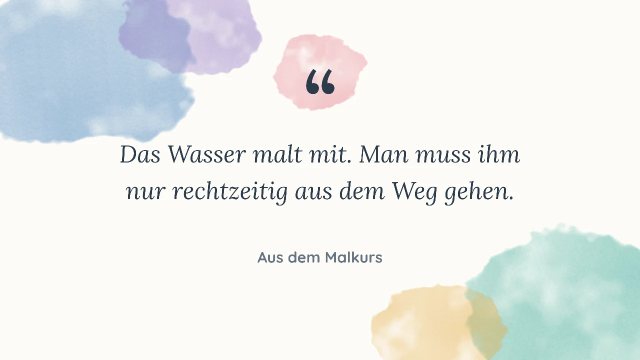 “
Das Wasser malt mit. Man muss ihm
nur rechtzeitig aus dem Weg gehen.
Aus dem Malkurs